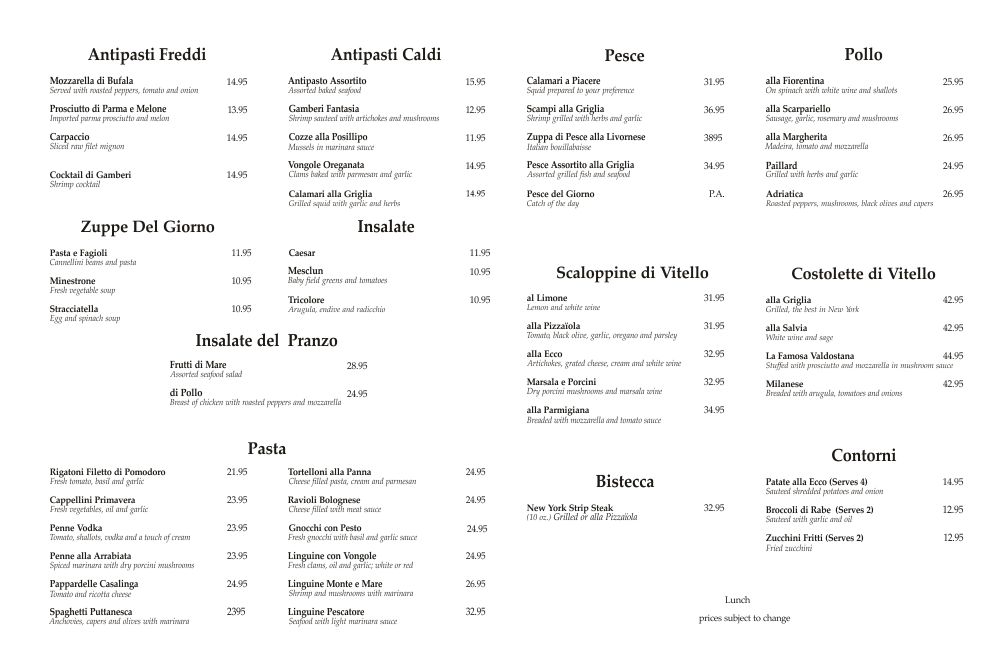 Antipasti Freddi
Mozzarella di Bufala 14.95
Served with roasted peppers, tomato and onion
Prosciutto di Parma e Melone 13.95
Imported parma prosciutto and melon
Carpaccio 14.95
Sliced raw filet mignon
Cocktail di Gamberi 14.95
Shrimp cocktail
Antipasti Caldi
Antipasto Assortito 15.95
Assorted baked seafood
Gamberi Fantasia 12.95
Shrimp sauteed with artichokes and mushrooms
Cozze alla Posillipo 11.95
Mussels in marinara sauce
Vongole Oreganata 14.95
Clams baked with parmesan and garlic
Calamari alla Griglia 14.95
Grilled squid with garlic and herbs
Zuppe Del Giorno
Pasta e Fagioli 11.95
Cannellini beans and pasta
Minestrone 10.95
Fresh vegetable soup
Stracciatella 10.95
Egg and spinach soup
Insalate
Caesar 11.95
Mesclun 10.95
Baby field greens and tomatoes
Tricolore 10.95
Arugula, endive and radicchio
Insalate del Pranzo
Frutti di Mare 28.95
Assorted seafood salad
di Pollo 24.95
Breast of chicken with roasted peppers and mozzarella
Pasta
Rigatoni Filetto di Pomodoro 21.95
Fresh tomato, basil and garlic
Cappellini Primavera 23.95
Fresh vegetables, oil and garlic
Penne Vodka 23.95
Tomato, shallots, vodka and a touch of cream
Penne alla Arrabiata 23.95
Spiced marinara with dry porcini mushrooms
Pappardelle Casalinga 24.95
Tomato and ricotta cheese
Spaghetti Puttanesca 2395
Anchovies, capers and olives with marinara
Tortelloni alla Panna 24.95
Cheese filled pasta, cream and parmesan
Ravioli Bolognese 24.95
Cheese filled with meat sauce
Gnocchi con Pesto 24.95
Fresh gnocchi with basil and garlic sauce
Linguine con Vongole 24.95
Fresh clams, oil and garlic; white or red
Linguine Monte e Mare 26.95
Shrimp and mushrooms with marinara
Linguine Pescatore 32.95
Seafood with light marinara sauce
Pesce
Calamari a Piacere 31.95
Squid prepared to your preference
Scampi alla Griglia 36.95
Shrimp grilled with herbs and garlic
Zuppa di Pesce alla Livornese 3895
Italian bouillabaisse
Pesce Assortito alla Griglia 34.95
Assorted grilled fish and seafood
Pesce del Giorno P.A.
Catch of the day
Pollo
alla Fiorentina 25.95
On spinach with white wine and shallots
alla Scarpariello 26.95
Sausage, garlic, rosemary and mushrooms
alla Margherita 26.95
Madeira, tomato and mozzarella
Paillard 24.95
Grilled with herbs and garlic
Adriatica 26.95
Roasted peppers, mushrooms, black olives and capers
Scaloppine di Vitello
al Limone 31.95
Lemon and white wine
alla Pizzaïola 31.95
Tomato, black olive, garlic, oregano and parsley
alla Ecco 32.95
Artichokes, grated cheese, cream and white wine
Marsala e Porcini 32.95
Dry porcini mushrooms and marsala wine
alla Parmigiana 34.95
Breaded with mozzarella and tomato sauce
Costolette di Vitello
alla Griglia 42.95
Grilled, the best in New York
alla Salvia 42.95
White wine and sage
La Famosa Valdostana 44.95
Stuffed with prosciutto and mozzarella in mushroom sauce
Milanese 42.95
Breaded with arugula, tomatoes and onions
Bistecca
New York Strip Steak 32.95
(10 oz.) Grilled or alla Pizzaïola
Contorni
Patate alla Ecco (Serves 4) 14.95
Sauteed shredded potatoes and onion
Broccoli di Rabe (Serves 2) 12.95
Sauteed with garlic and oil
Zucchini Fritti (Serves 2) 12.95
Fried zucchini
Lunch
prices subject to change